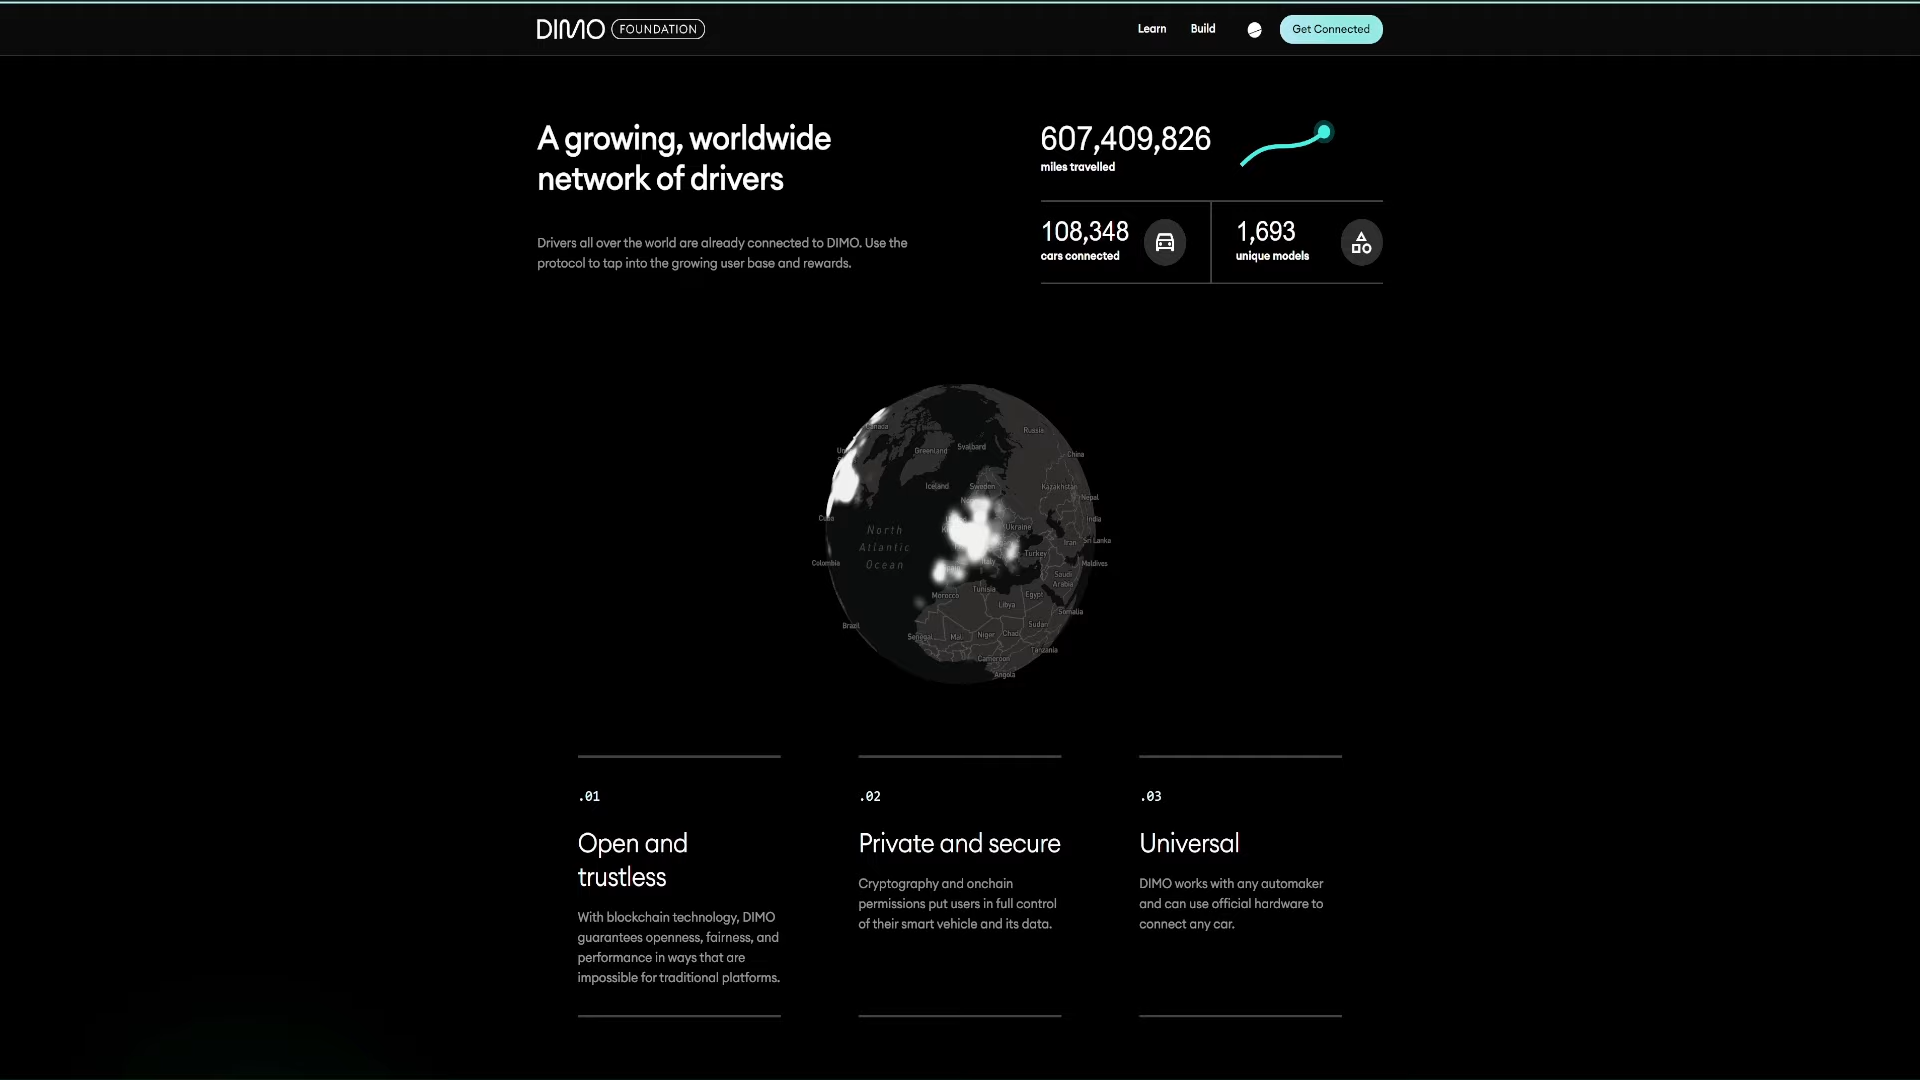 DIMO FOUNDATION
Learn
Build
Get Connected
A growing, worldwide
network of drivers
Drivers all over the world are already connected to DIMO. Use the
protocol to tap into the growing user base and rewards.
607,409,826
miles travelled
108,348
cars connected
1,693
unique models
Canada
Russia
Greenland
Svalbard
China
Iceland
Sweden
Kazakhstan
Nepal
Cuba
India
Ukraine
North
Atlantic
Ocean
Iran
Sri Lanka
Turkey
Italy
Colombia
Maldives
Saudi
Arabia
Morocco
Tunisia
Egypt
Libya
Somalia
Brazil
Sudan
Senegal
Mali
Niger
Chad
Tanzania
Cameroon
Angola
.01
Open and
trustless
With blockchain technology, DIMO
guarantees openness, fairness, and
performance in ways that are
impossible for traditional platforms.
.02
Private and secure
Cryptography and onchain
permissions put users in full control
of their smart vehicle and its data.
.03
Universal
DIMO works with any automaker
and can use official hardware to
connect any car.